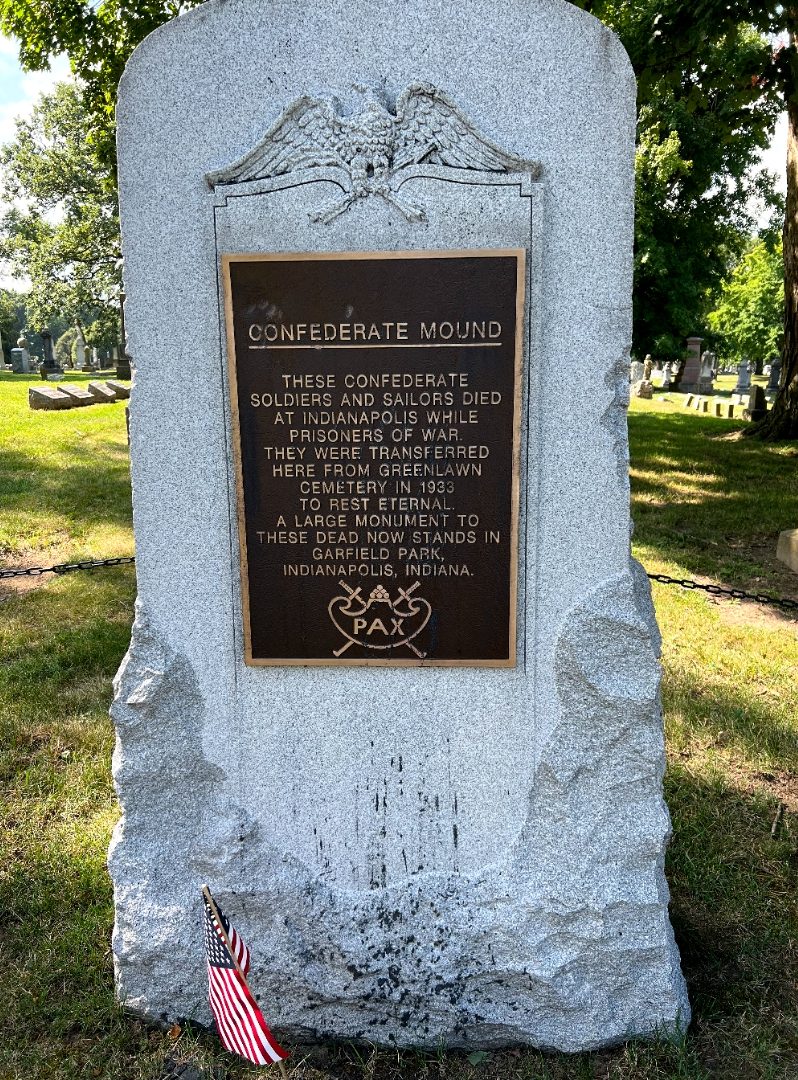 CONFEDERATE MOUND
THESE CONFEDERATE
SOLDIERS AND SAILORS DIED
AT INDIANAPOLIS WHILE
PRISONERS OF WAR.
THEY WERE TRANSFERRED
HERE FROM GREENLAWN
CEMETERY IN 1933
TO REST ETERNAL.
A LARGE MONUMENT TO
THESE DEAD NOW STANDS IN
GARFIELD PARK,
INDIANAPOLIS, INDIANA.
PAX